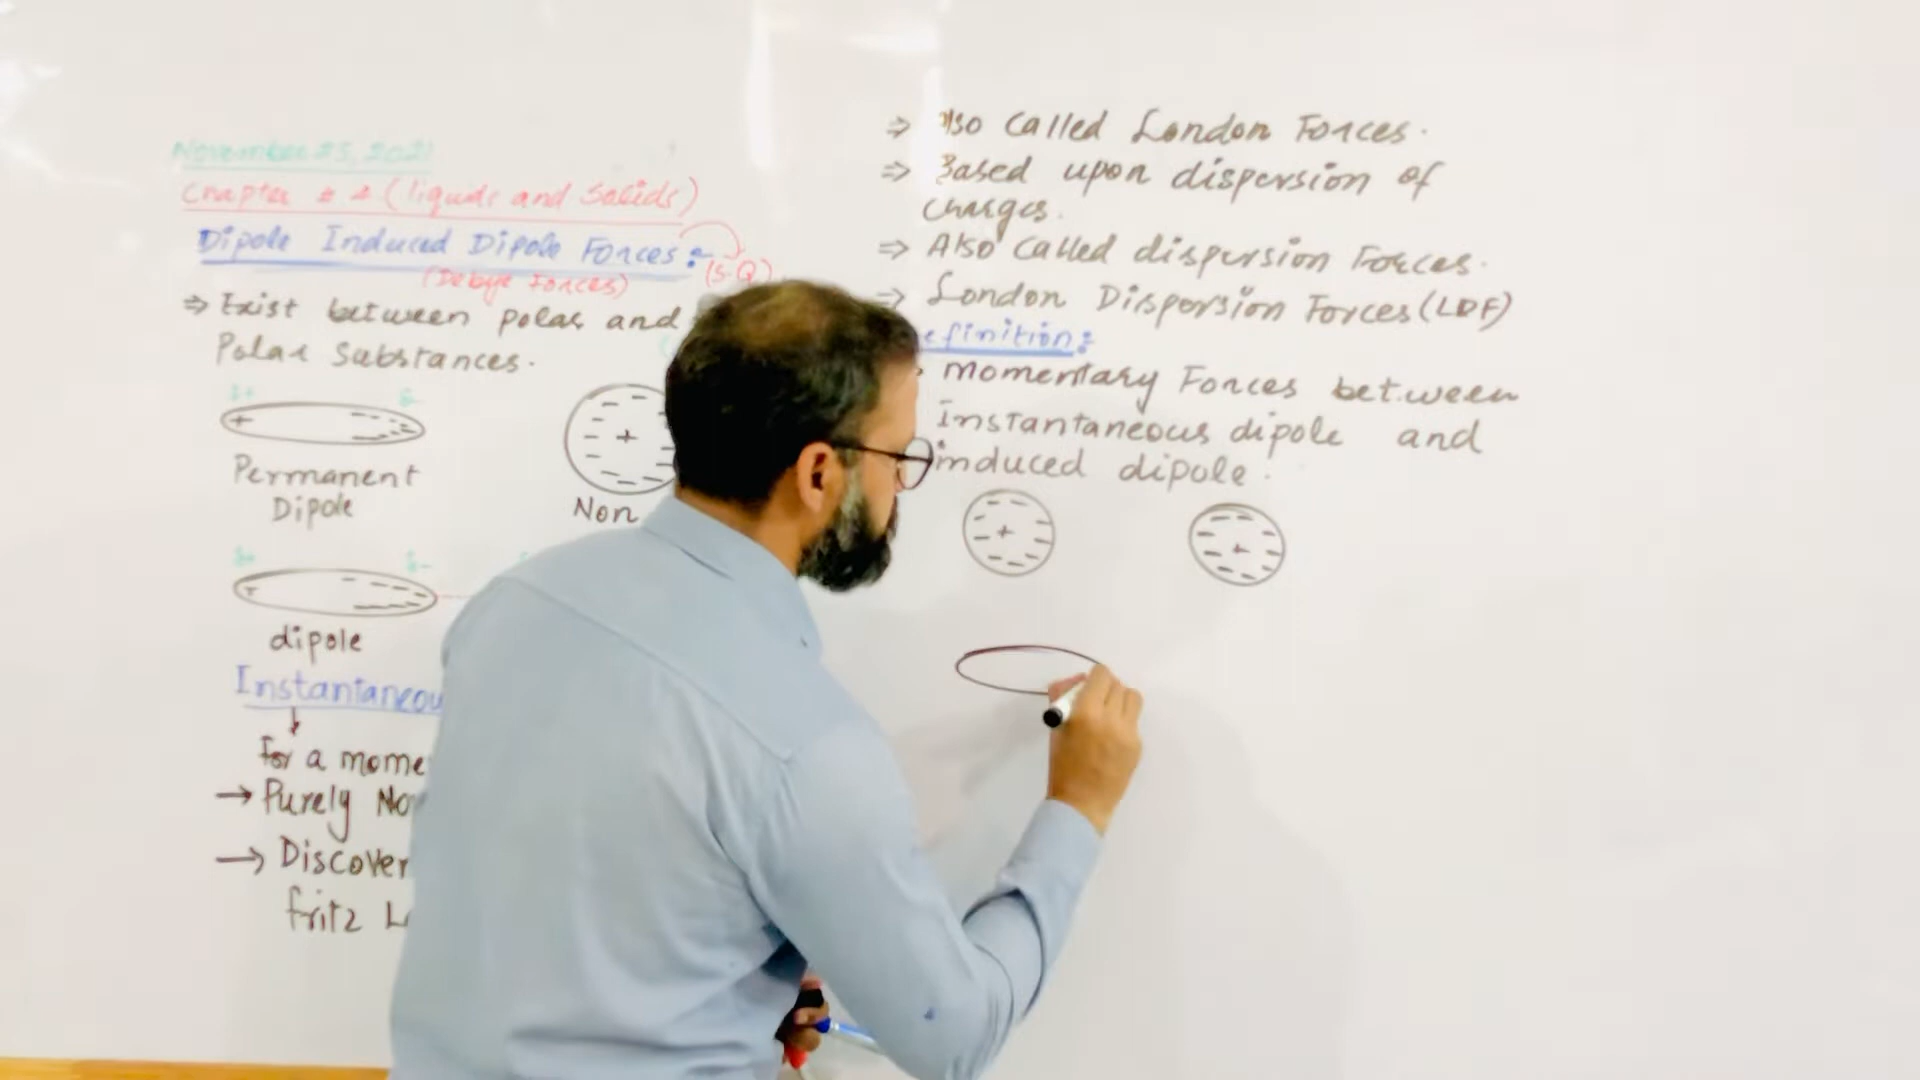 November 25, 2021
Chapter # 4 (liquids and Solids)
Dipole Induced Dipole Forces:-
(S.Q)
(Debye Forces)
⇒ Exist between polar and
Polar Substances.
δ+ δ-
+
Permanent
Dipole
+
Non
δ+ δ-
+
dipole
Instantaneou
↓
For a mome
→ Purely No
→ Discover
fritz L
⇒ Also Called London Forces.
⇒ Based upon dispersion of
charges.
⇒ Also Called dispersion Forces.
⇒ London Dispersion Forces (LDF)
efinition:
momentary Forces between
instantaneous dipole and
induced dipole.
+ +